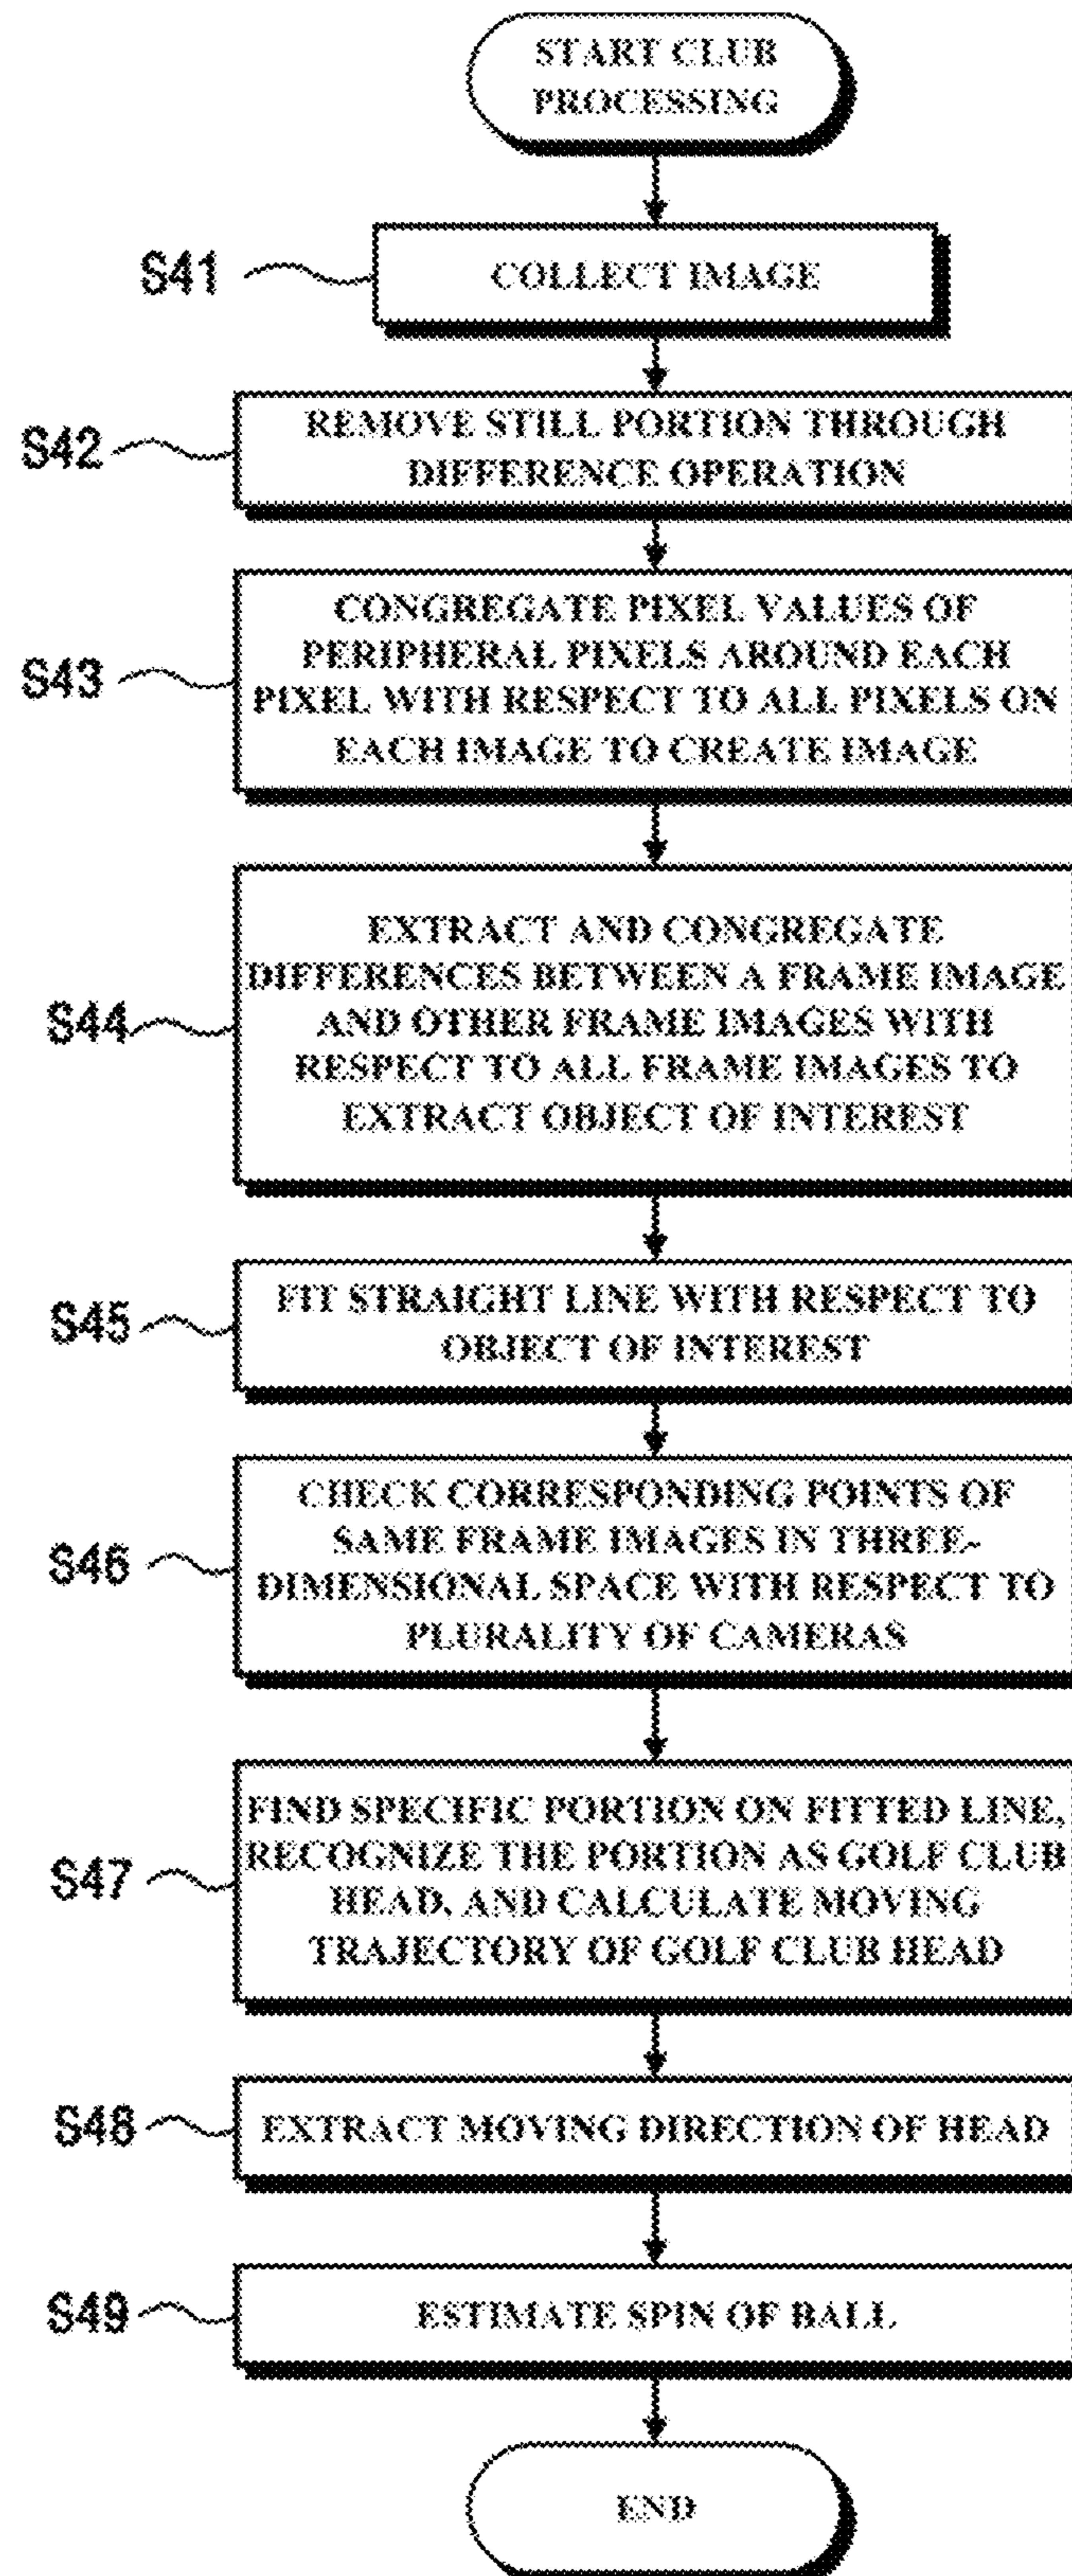 START CLUB
PROCESSING
S41
COLLECT IMAGE
S42
REMOVE STILL PORTION THROUGH
DIFFERENCE OPERATION
S43
CONGREGATE PIXEL VALUES OF
PERIPHERAL PIXELS AROUND EACH
PIXEL WITH RESPECT TO ALL PIXELS ON
EACH IMAGE TO CREATE IMAGE
S44
EXTRACT AND CONGREGATE
DIFFERENCES BETWEEN A FRAME IMAGE
AND OTHER FRAME IMAGES WITH
RESPECT TO ALL FRAME IMAGES TO
EXTRACT OBJECT OF INTEREST
S45
FIT STRAIGHT LINE WITH RESPECT TO
OBJECT OF INTEREST
S46
CHECK CORRESPONDING POINTS OF
SAME FRAME IMAGES IN THREE-
DIMENSIONAL SPACE WITH RESPECT TO
PLURALITY OF CAMERAS
S47
FIND SPECIFIC PORTION ON FITTED LINE,
RECOGNIZE THE PORTION AS GOLF CLUB
HEAD, AND CALCULATE MOVING
TRAJECTORY OF GOLF CLUB HEAD
S48
EXTRACT MOVING DIRECTION OF HEAD
S49
ESTIMATE SPIN OF BALL
END